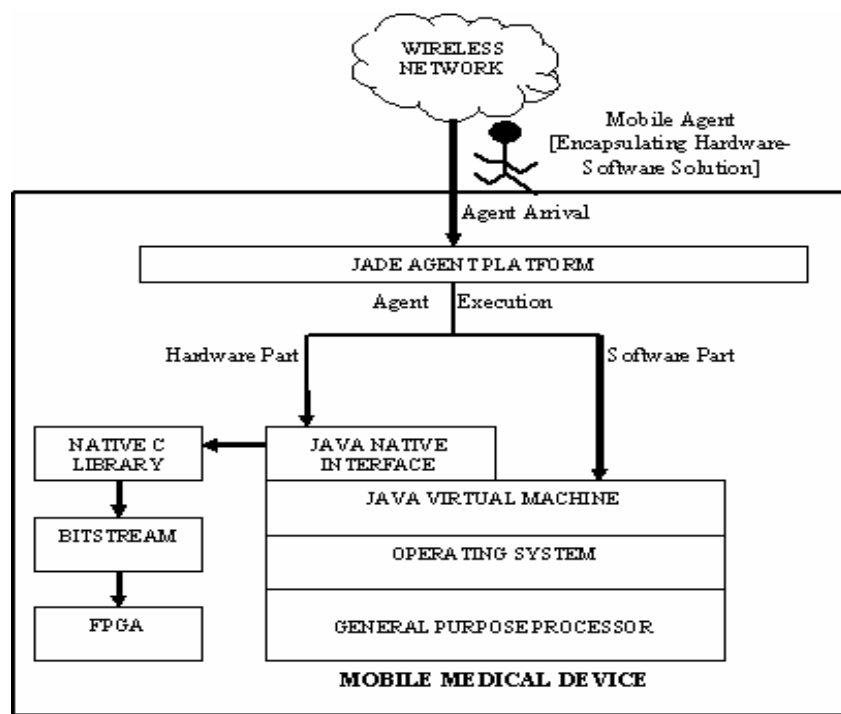 WIRELESS
NETWORK
Mobile Agent
[Encapsulating Hardware-
Software Solution]
Agent Arrival
JADE AGENT PLATFORM
Agent Execution
Hardware Part
Software Part
NATIVE C
LIBRARY
JAVA NATIVE
INTERFACE
JAVA VIRTUAL MACHINE
BITSTREAM
OPERATING SYSTEM
FPGA
GENERAL PURPOSE PROCESSOR
MOBILE MEDICAL DEVICE